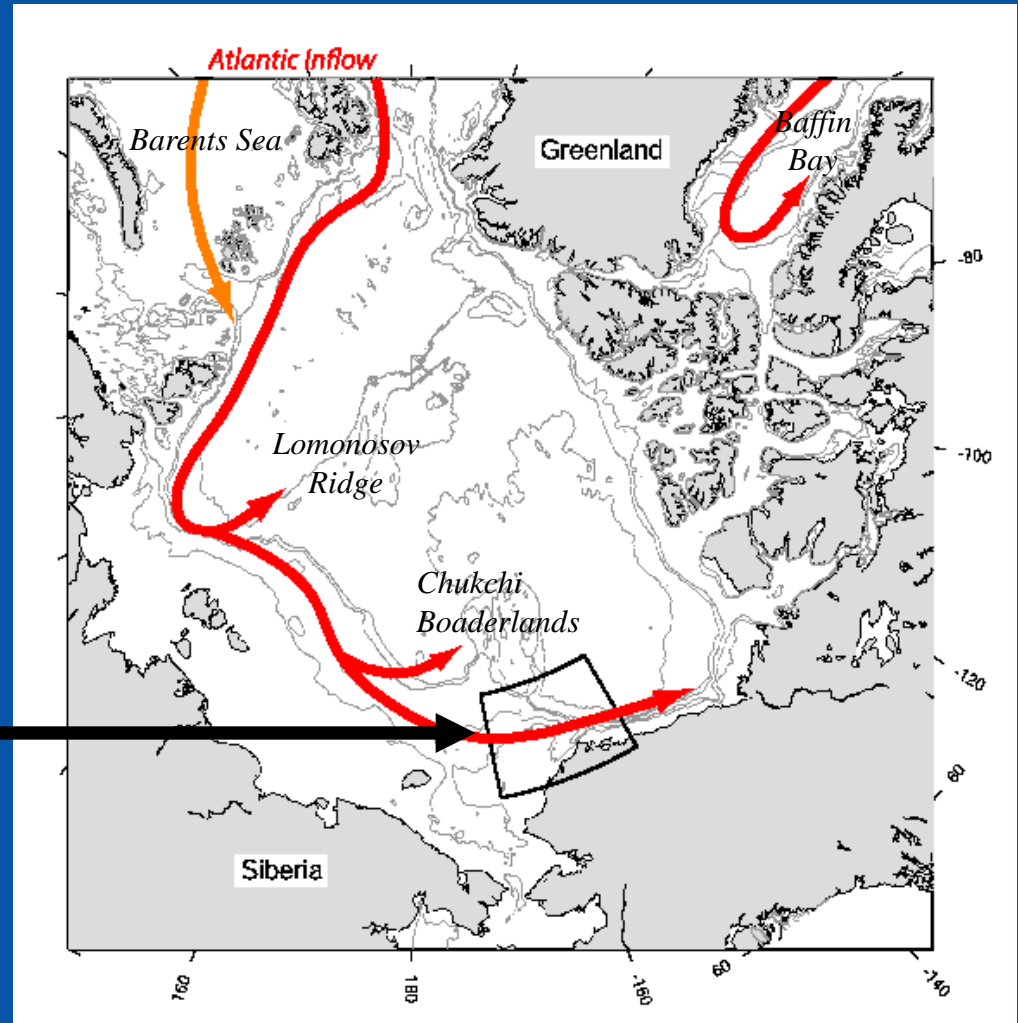 Atlantic Inflow
Barents Sea
Greenland
Baffin
Bay
-80
Lomonosov
Ridge
-100
Chukchi
Boaderlands
-120
60
Siberia
160
180
-160
60
-140